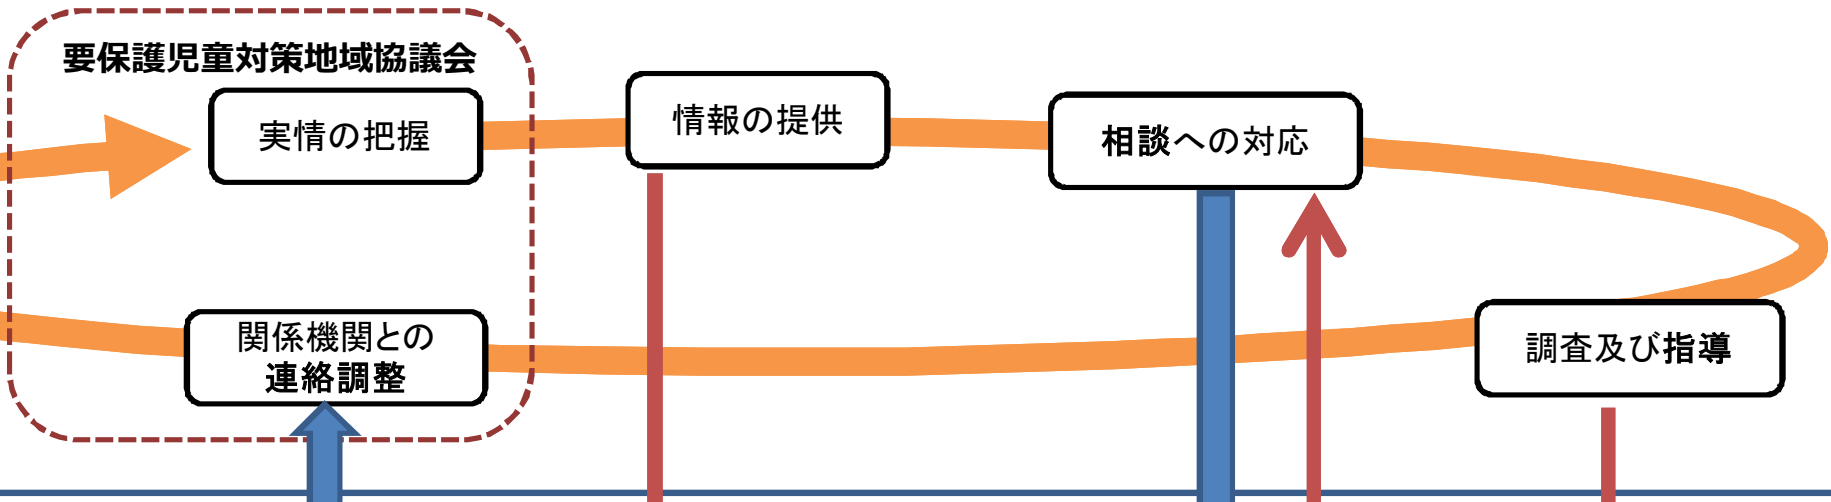 要保護児童対策地域協議会
実情の把握
情報の提供
相談への対応
関係機関との
連絡調整
調査及び指導